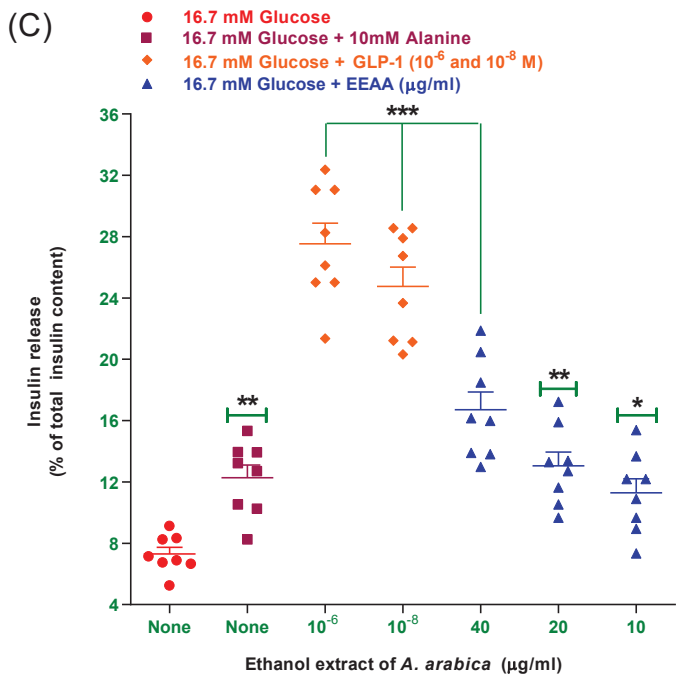 (C)
16.7 mM Glucose
16.7 mM Glucose + 10mM Alanine
16.7 mM Glucose + GLP-1 (10⁻⁶ and 10⁻⁸ M)
16.7 mM Glucose + EEAA (µg/ml)
Insulin release
(% of total insulin content)
36
32
28
24
20
16
12
8
4
***
**
**
*
None None 10⁻⁶ 10⁻⁸ 40 20 10
Ethanol extract of A. arabica (µg/ml)